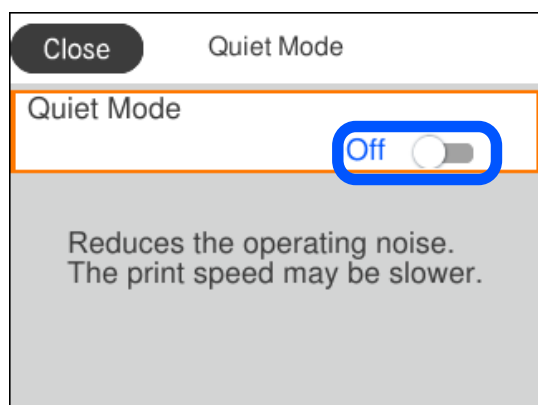 Close Quiet Mode
Quiet Mode
Off
Reduces the operating noise.
The print speed may be slower.